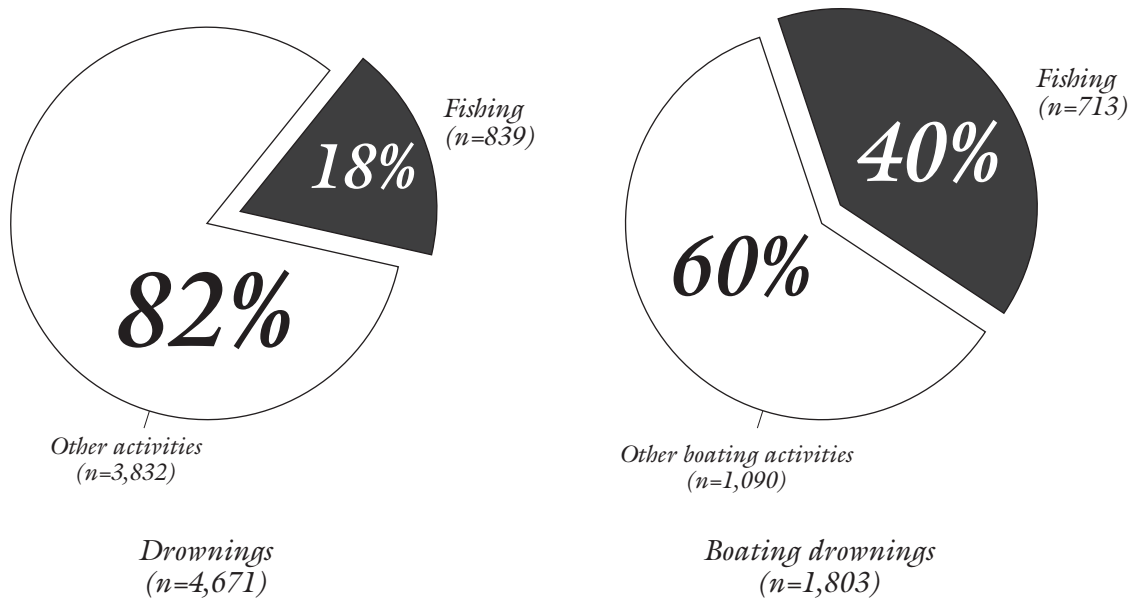 Fishing
(n=839)
18%
82%
Other activities
(n=3,832)
Drownings
(n=4,671)
Fishing
(n=713)
40%
60%
Other boating activities
(n=1,090)
Boating drownings
(n=1,803)